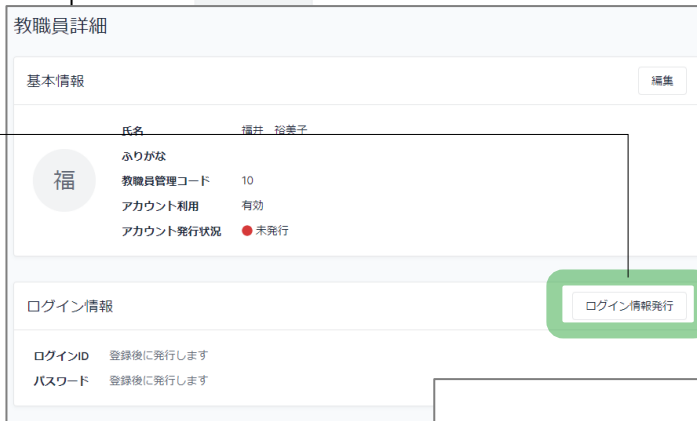 教職員詳細
基本情報
編集
氏名 福井 裕美子
ふりがな
福
教職員管理コード 10
アカウント利用 有効
アカウント発行状況 未発行
ログイン情報
ログイン情報発行
ログインID 登録後に発行します
パスワード 登録後に発行します